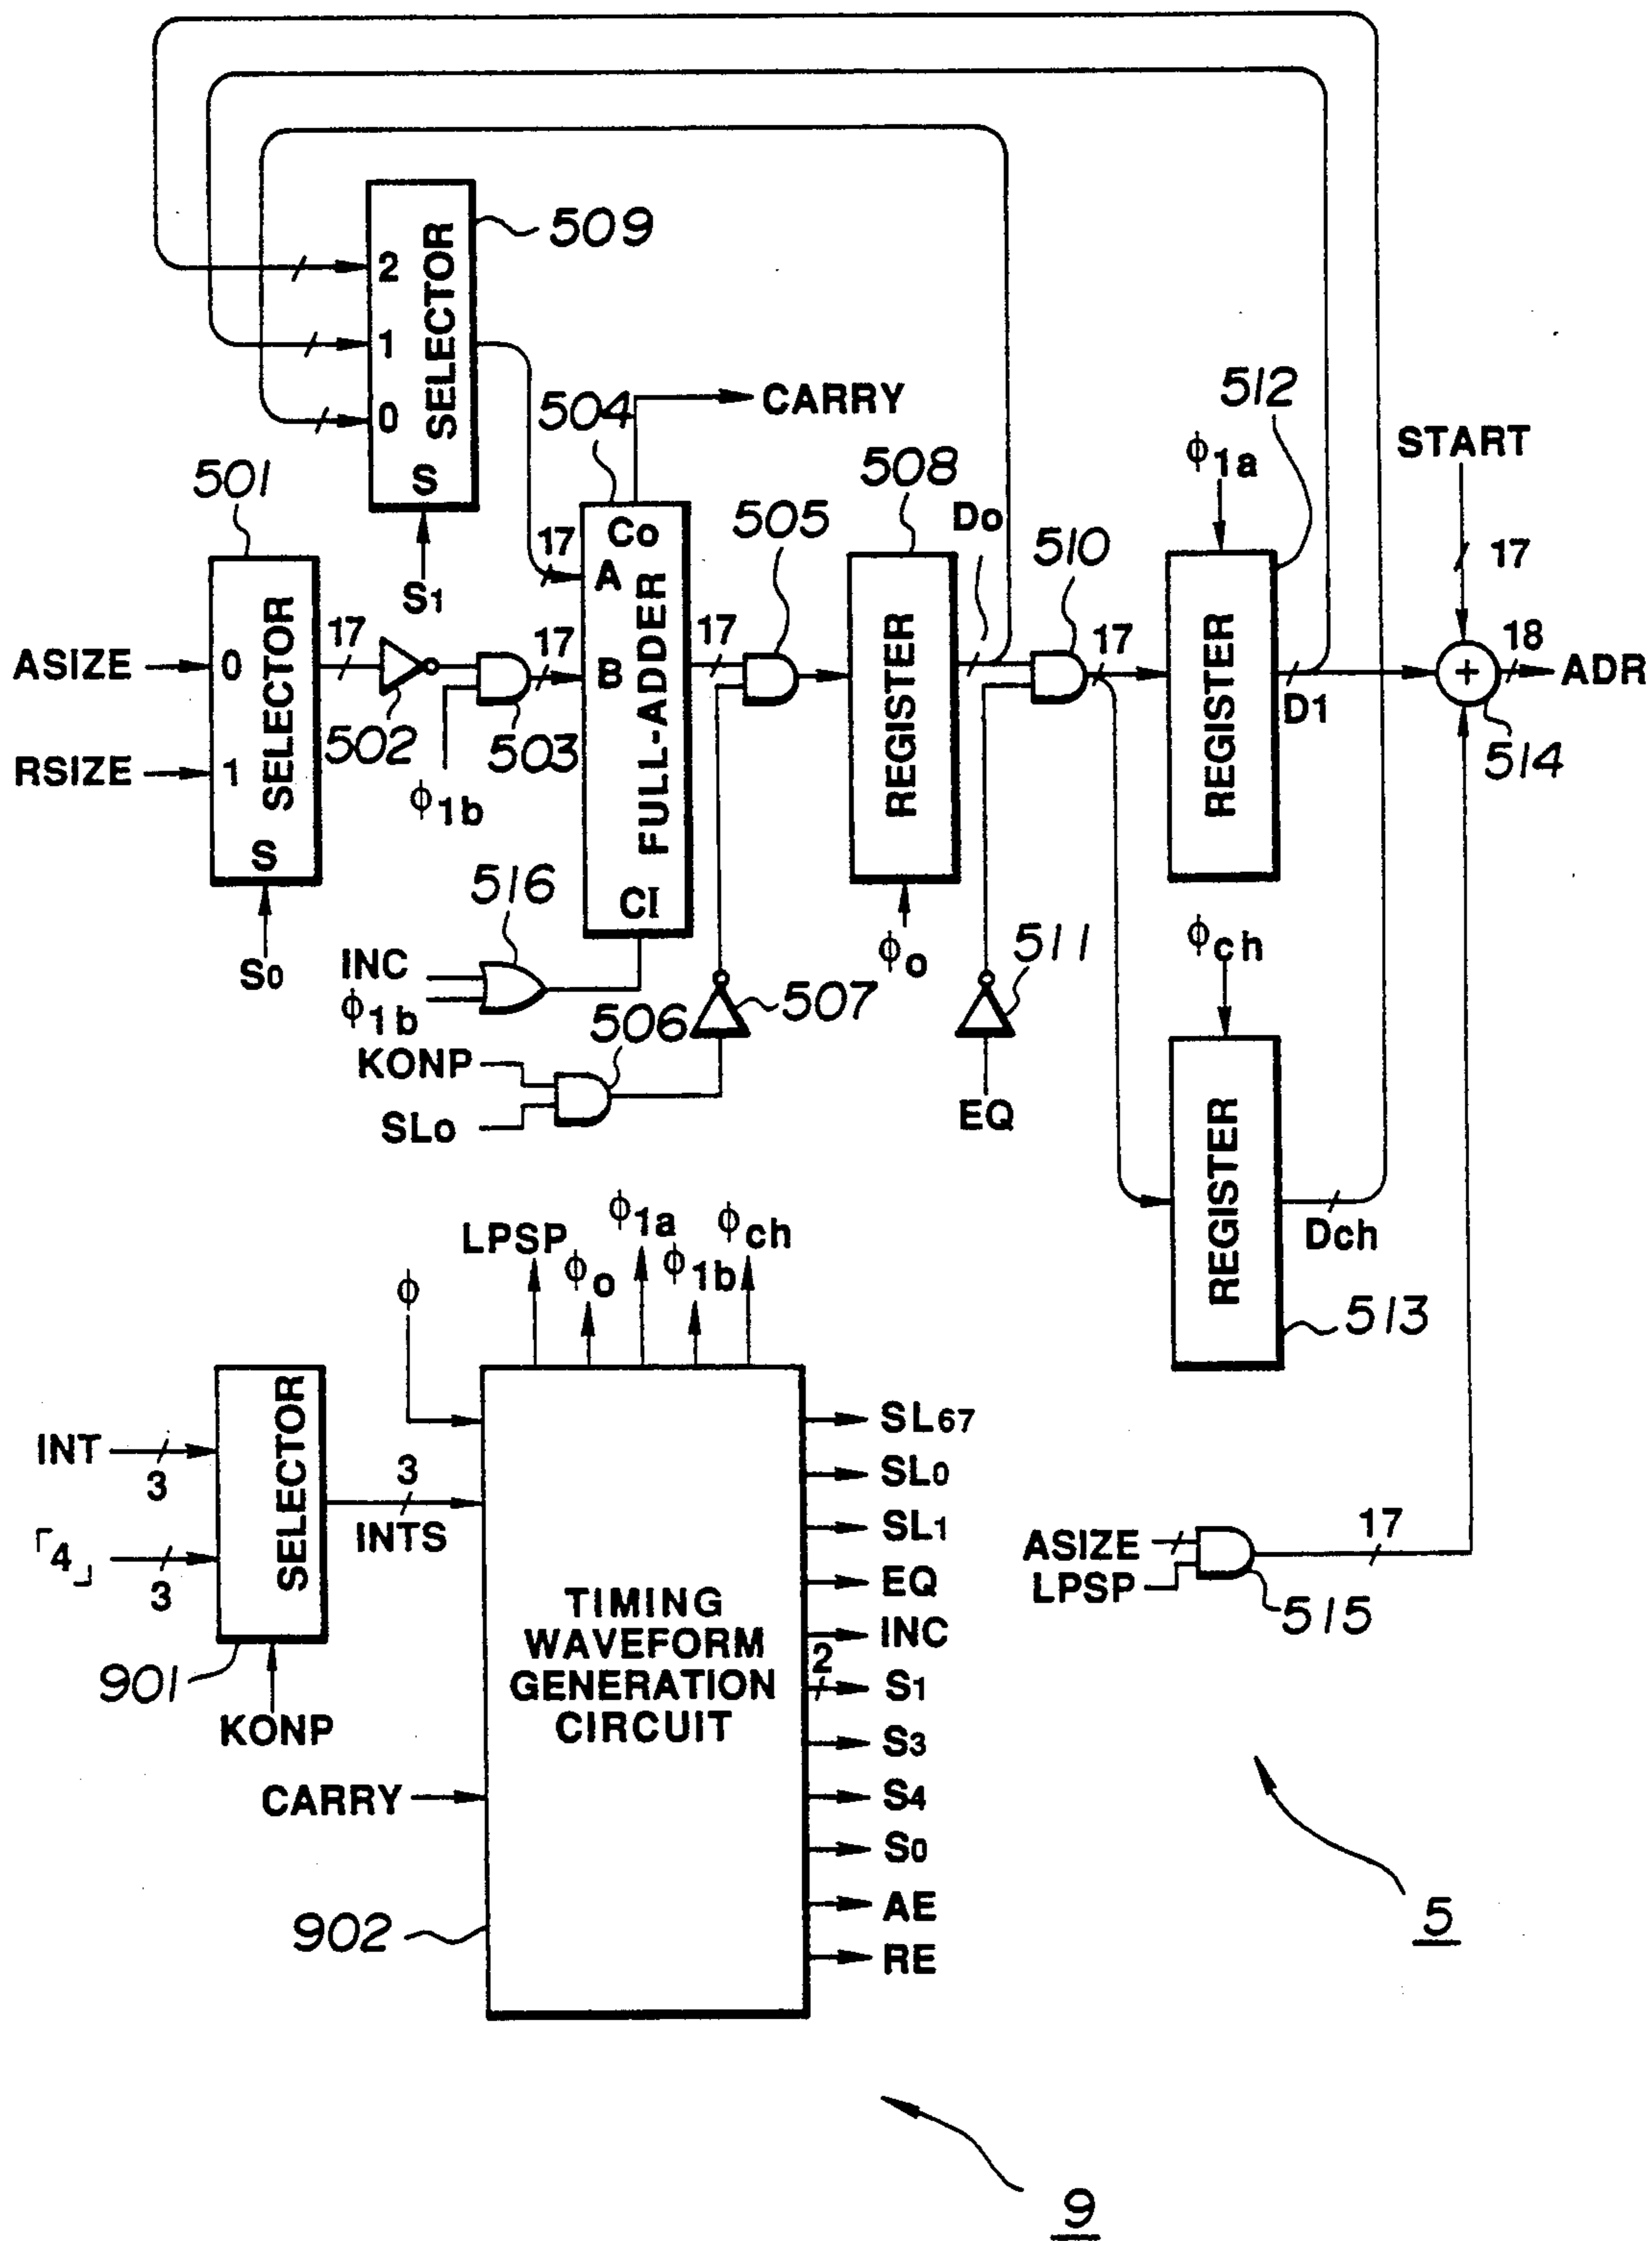 509
SELECTOR
2
1
0
S
S1
504
CARRY
512
501
508
START
φ1a
505
Do
510
17
17
Co
A
ASIZE
0
SELECTOR
17
17
B
FULL-ADDER
17
REGISTER
17
REGISTER
18
ADR
RSIZE
1
502
503
D1
514
S
φ1b
516
CI
φo
511
φch
S0
INC
φ1b
506
507
KONP
SLo
EQ
REGISTER
Dch
LPSP
φo
φ1a
φ1b
φch
φ
513
INT
3
SELECTOR
3
INTS
「4」
3
901
KONP
CARRY
902
TIMING
WAVEFORM
GENERATION
CIRCUIT
SL67
SL0
SL1
EQ
INC
2
S1
S3
S4
S0
AE
RE
ASIZE
LPSP
17
515
5
9